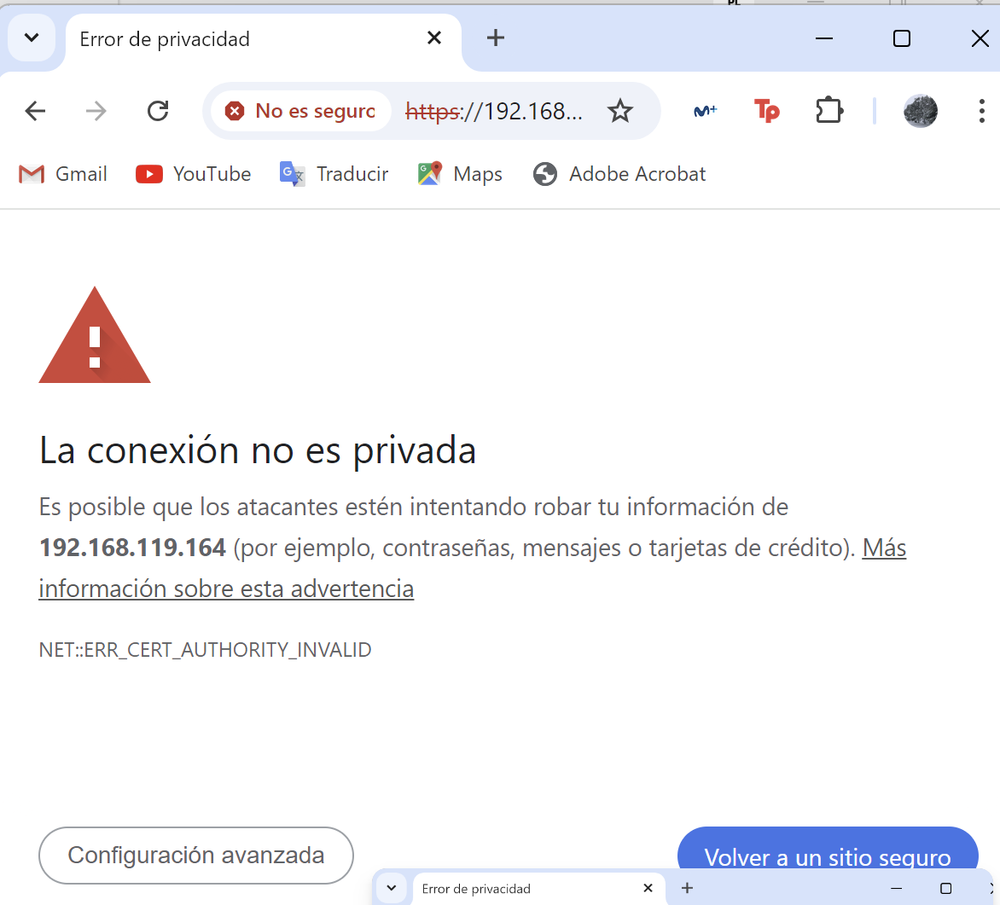 Error de privacidad
No es seguro https://192.168...
Gmail YouTube Traducir Maps Adobe Acrobat
La conexión no es privada
Es posible que los atacantes estén intentando robar tu información de
192.168.119.164 (por ejemplo, contraseñas, mensajes o tarjetas de crédito). Más
información sobre esta advertencia
NET::ERR_CERT_AUTHORITY_INVALID
Configuración avanzada Volver a un sitio seguro
Error de privacidad